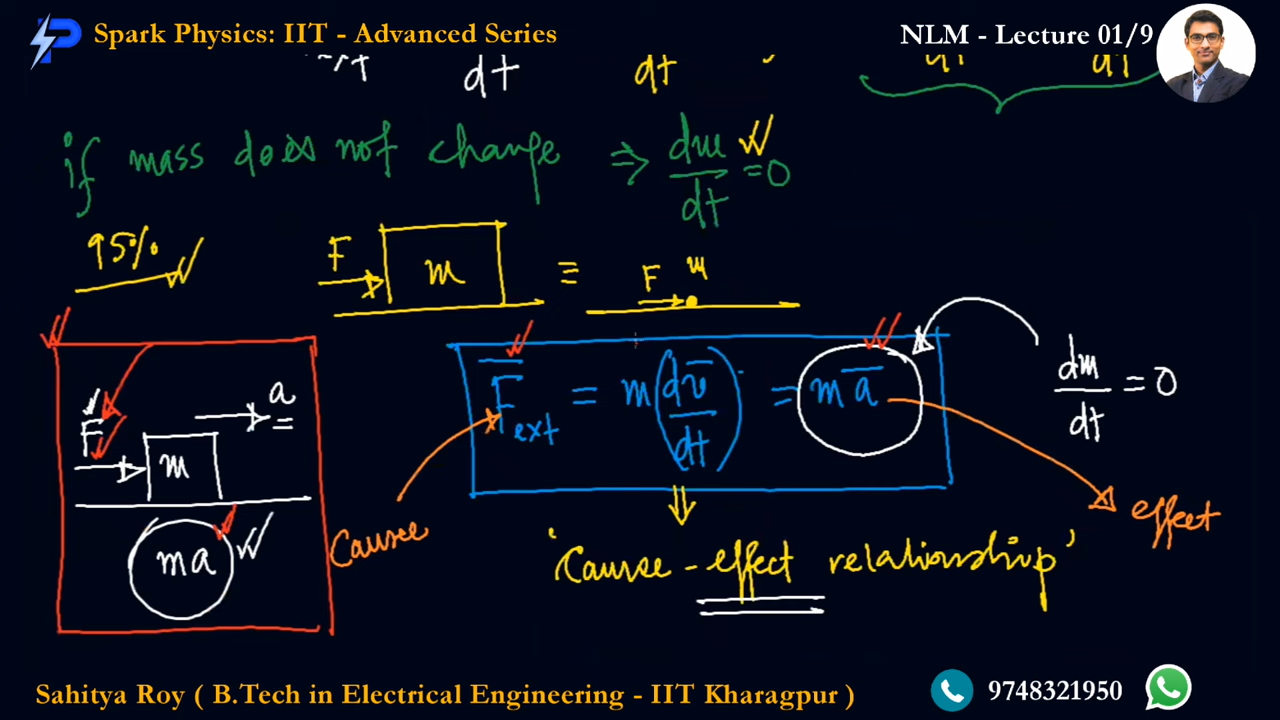 Spark Physics: IIT - Advanced Series
NLM - Lecture 01/9
dt dt
if mass does not change ⇒ dm/dt = 0
95%
F m ≡ F m
F m a
ma
F̅ext = m(dv̅/dt) = ma̅
dm/dt = 0
Cause
effect
'Cause-effect relationship'
Sahitya Roy ( B.Tech in Electrical Engineering - IIT Kharagpur )
9748321950